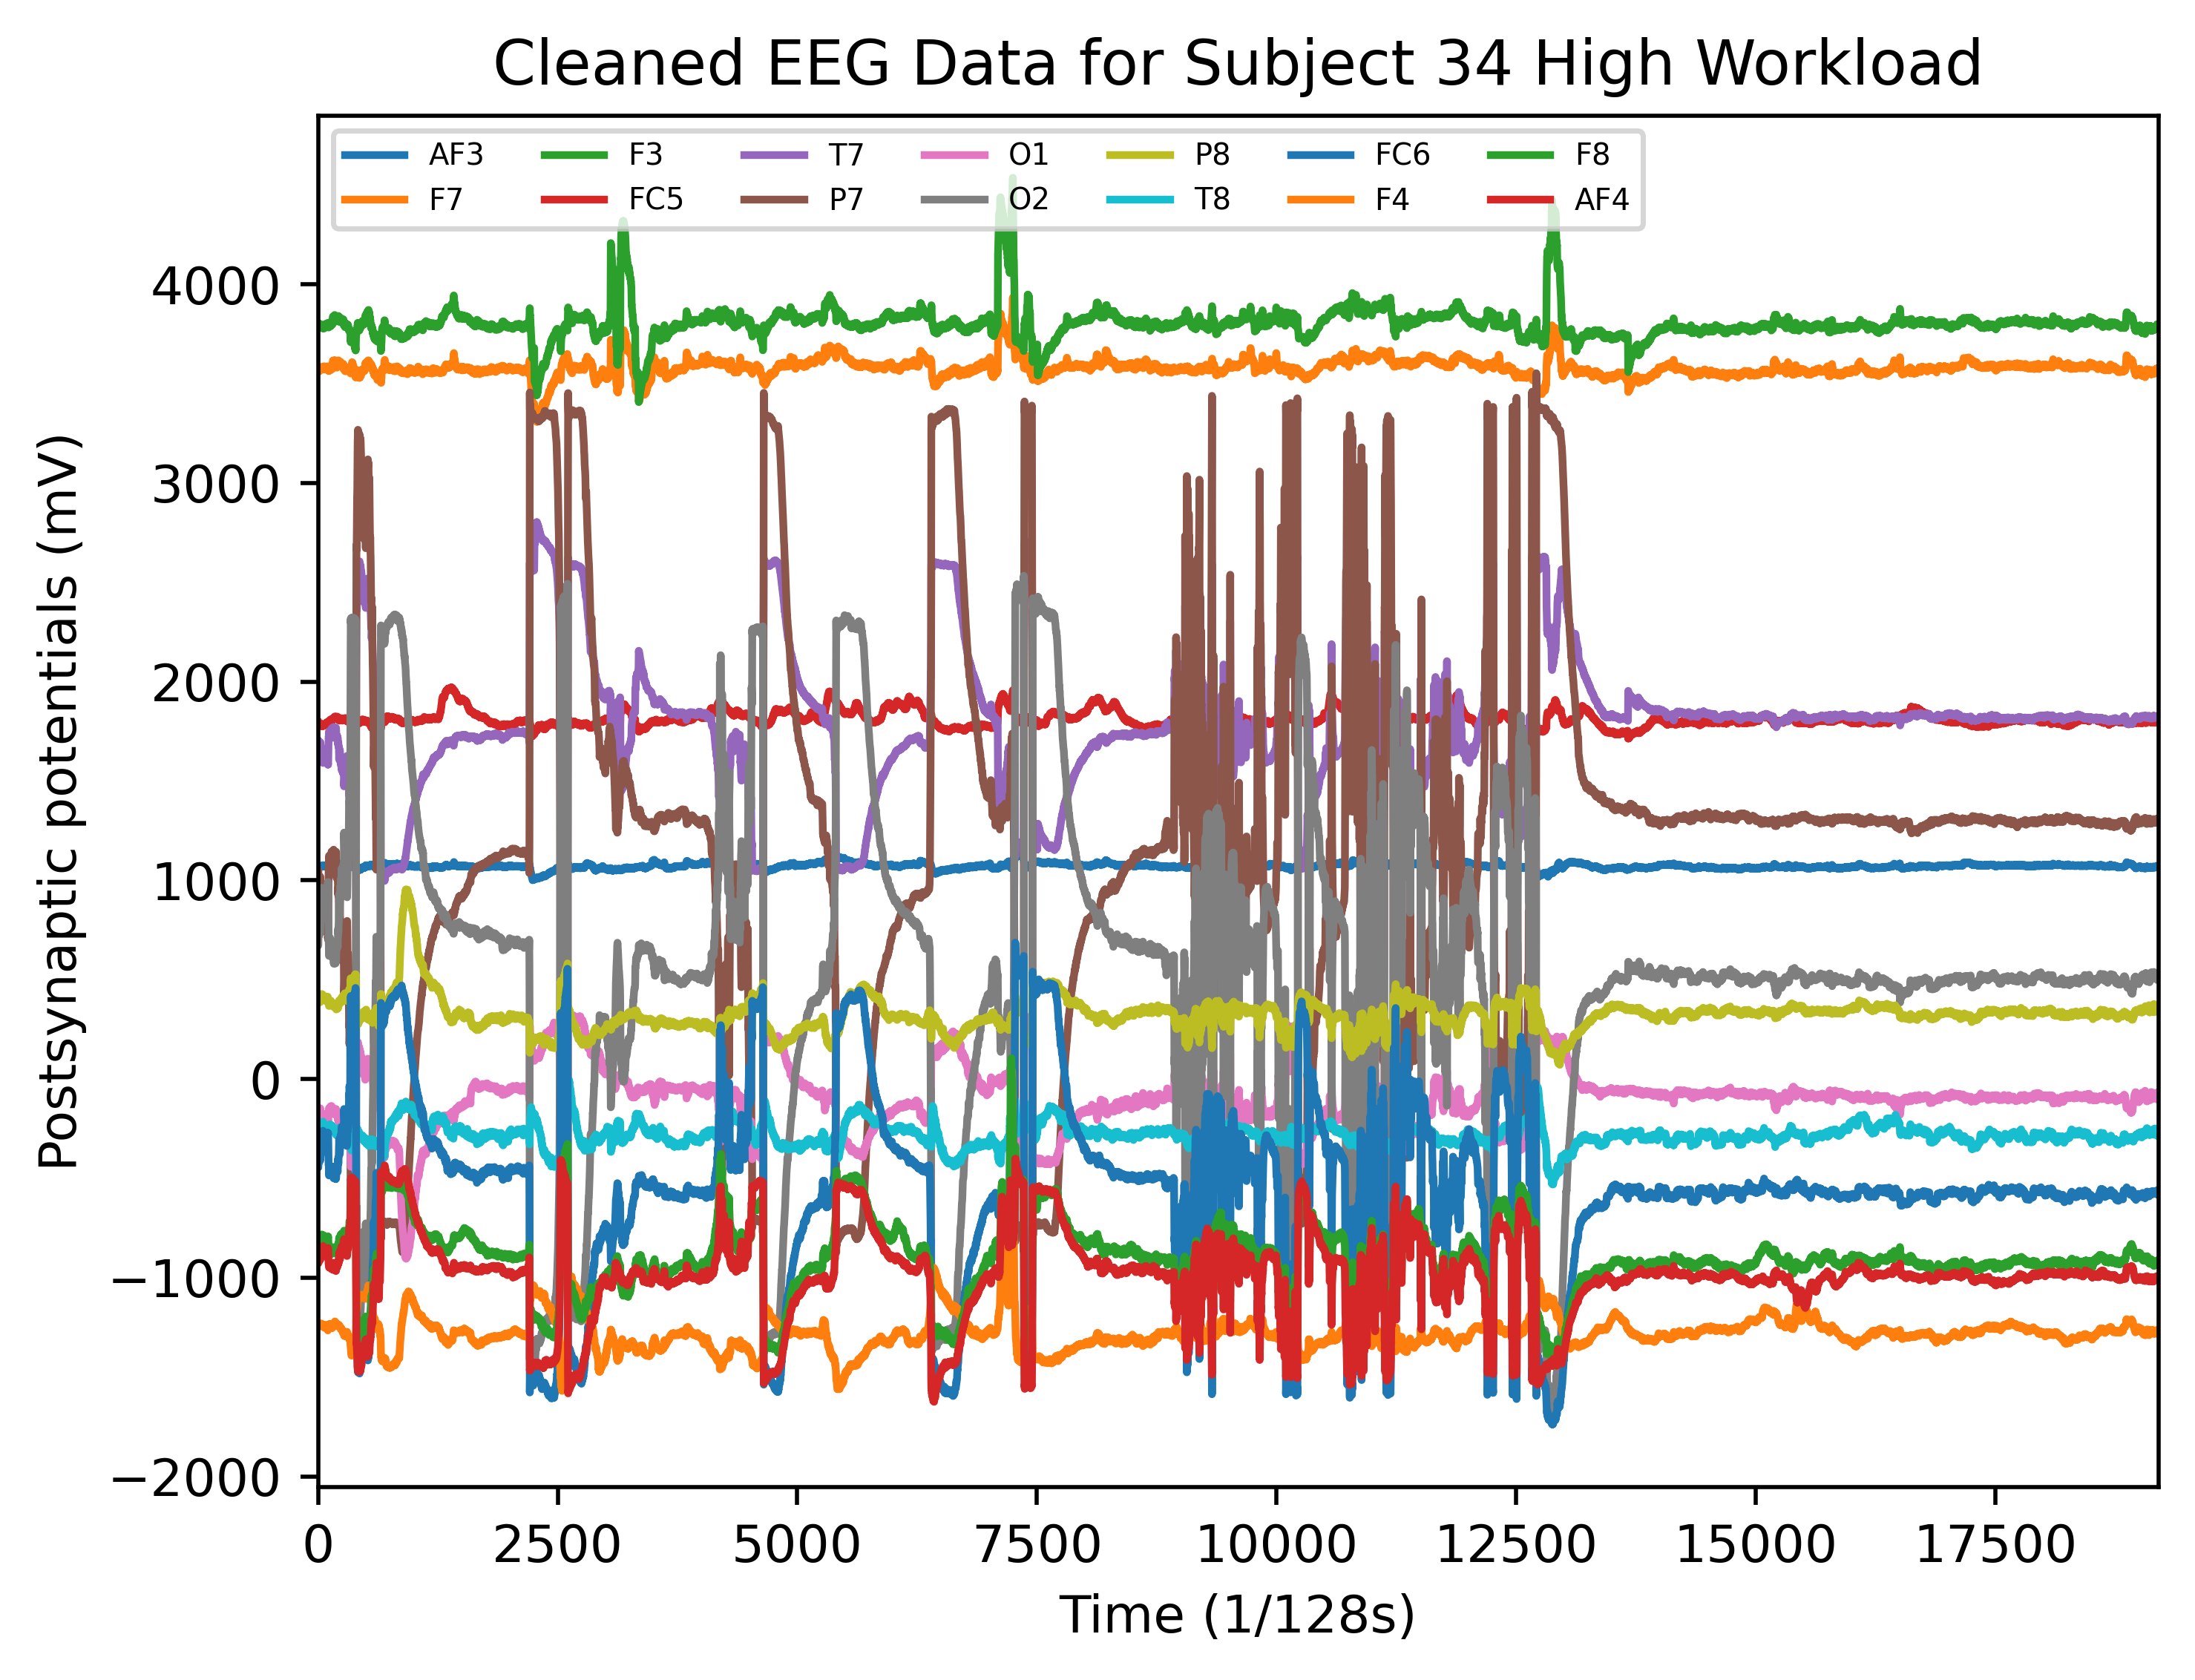 Cleaned EEG Data for Subject 34 High Workload
AF3 F3 T7 O1 P8 FC6 F8
F7 FC5 P7 O2 T8 F4 AF4
Postsynaptic potentials (mV)
4000
3000
2000
1000
0
−1000
−2000
0 2500 5000 7500 10000 12500 15000 17500
Time (1/128s)